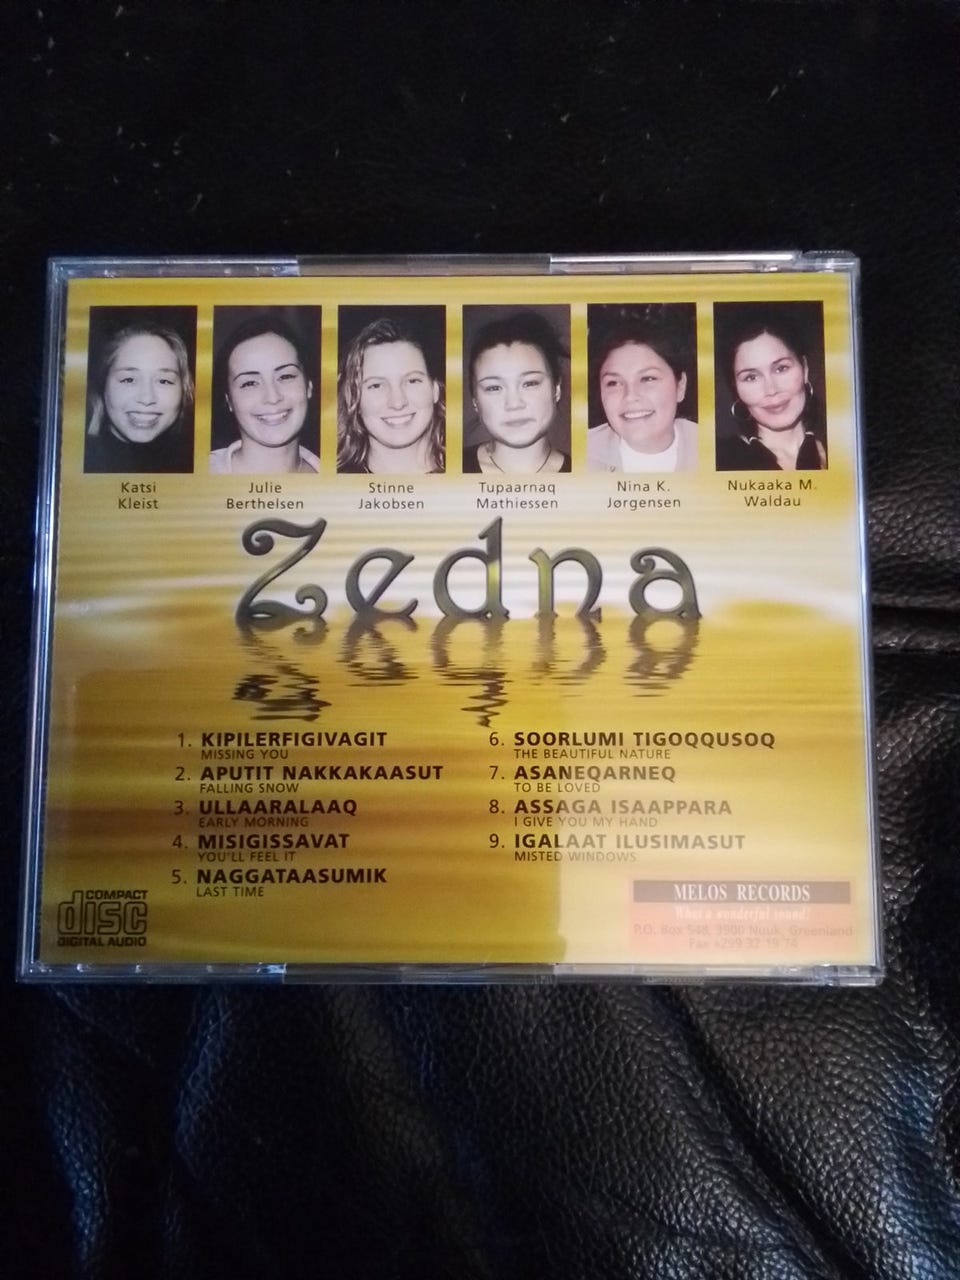 Katsi
Kleist
Julie
Berthelsen
Stinne
Jakobsen
Tupaarnaq
Mathiessen
Nina K.
Jørgensen
Nukaaka M.
Waldau
Zedna
1. KIPILERFIGIVAGIT
MISSING YOU
2. APUTIT NAKKAKAASUT
FALLING SNOW
3. ULLAARALAAQ
EARLY MORNING
4. MISIGISSAVAT
YOU'LL FEEL IT
5. NAGGATAASUMIK
LAST TIME
6. SOORLUMI TIGOQQUSOQ
THE BEAUTIFUL NATURE
7. ASANEQARNEQ
TO BE LOVED
8. ASSAGA ISAAPPARA
I GIVE YOU MY HAND
9. IGALAAT ILUSIMASUT
MISTED WINDOWS
COMPACT
disc
DIGITAL AUDIO
MELOS RECORDS
What a wonderful sound!
P.O. Box 548, 3900 Nuuk, Greenland
Fax +299 32 19 74